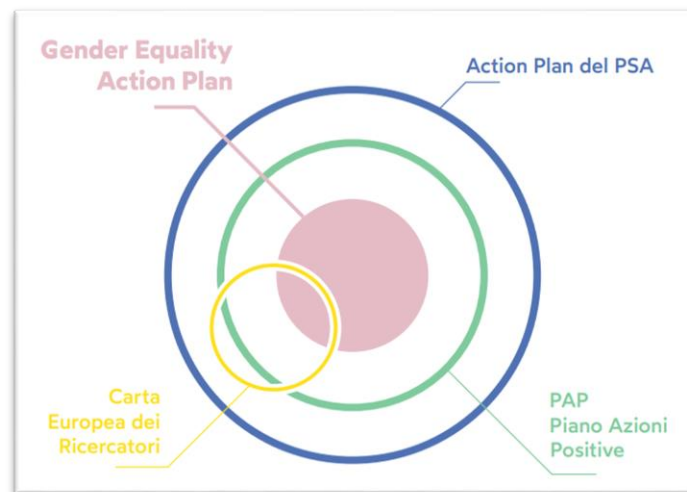 Gender Equality
Action Plan
Action Plan del PSA
Carta
Europea dei
Ricercatori
PAP
Piano Azioni
Positive